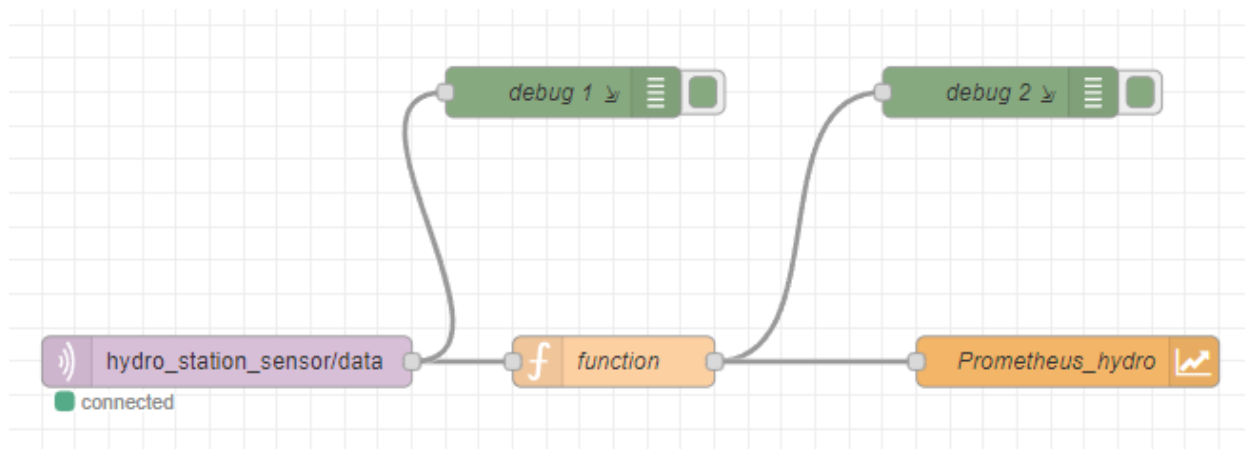 debug 1
debug 2
hydro_station_sensor/data
function
Prometheus_hydro
connected